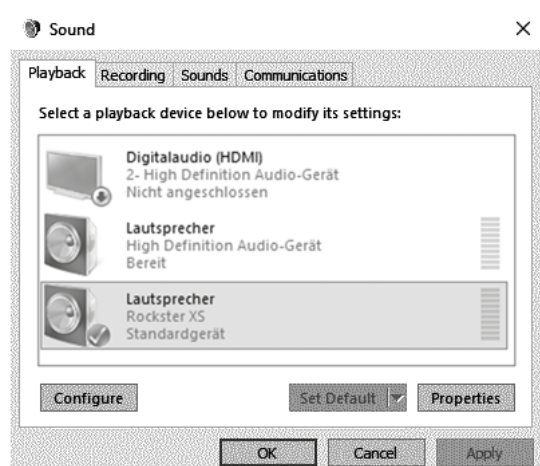 Sound
Playback Recording Sounds Communications
Select a playback device below to modify its settings:
Digitalaudio (HDMI)
2- High Definition Audio-Gerät
Nicht angeschlossen
Lautsprecher
High Definition Audio-Gerät
Bereit
Lautsprecher
Rockster XS
Standardgerät
Configure Set Default Properties
OK Cancel Apply